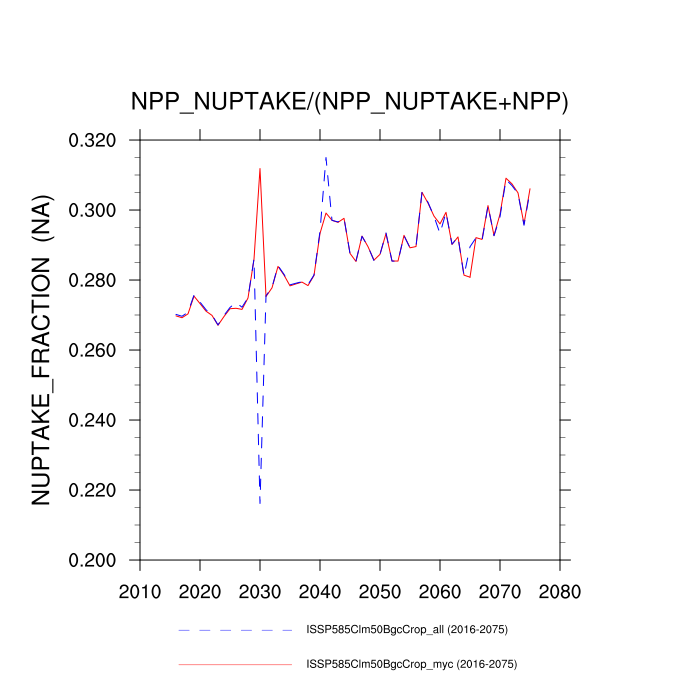 NPP_NUPTAKE/(NPP_NUPTAKE+NPP)
NUPTAKE_FRACTION (NA)
0.320
0.300
0.280
0.260
0.240
0.220
0.200
2010 2020 2030 2040 2050 2060 2070 2080
ISSP585Clm50BgcCrop_all (2016-2075)
ISSP585Clm50BgcCrop_myc (2016-2075)